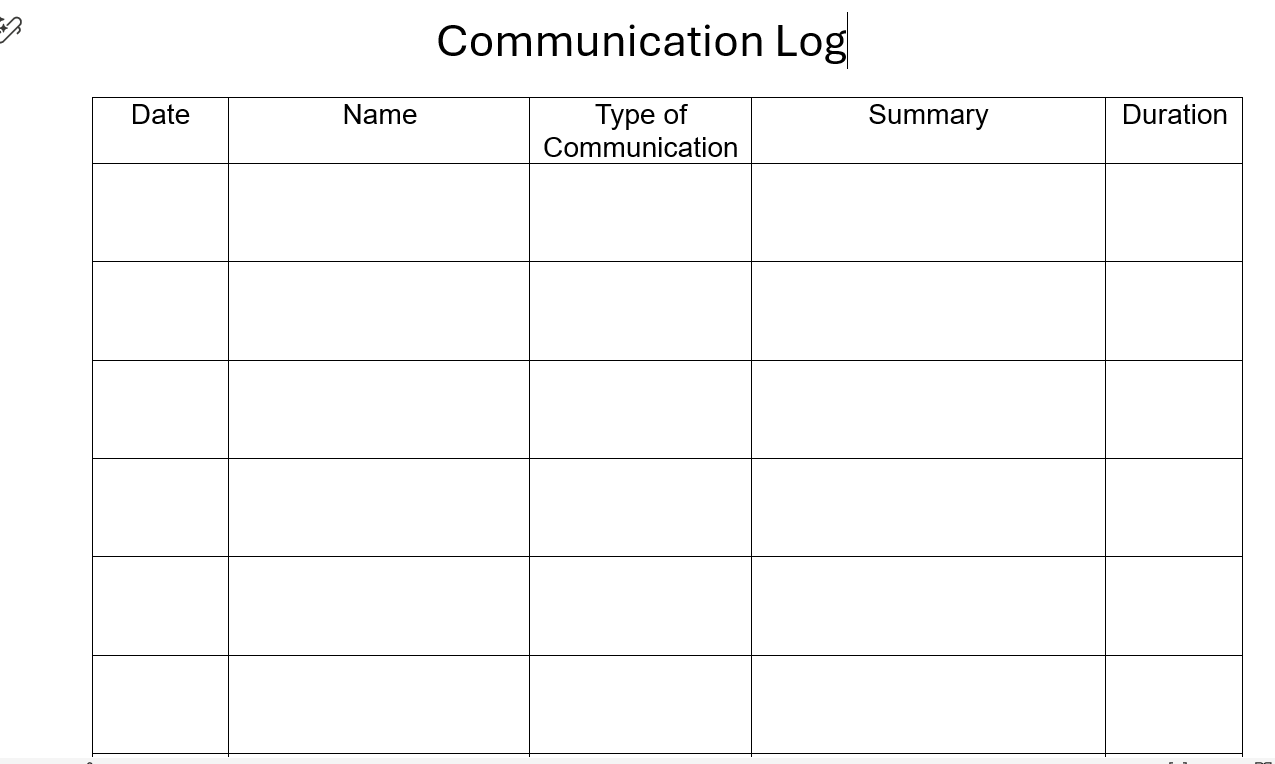 Communication Log
Date Name Type of Summary Duration
Communication